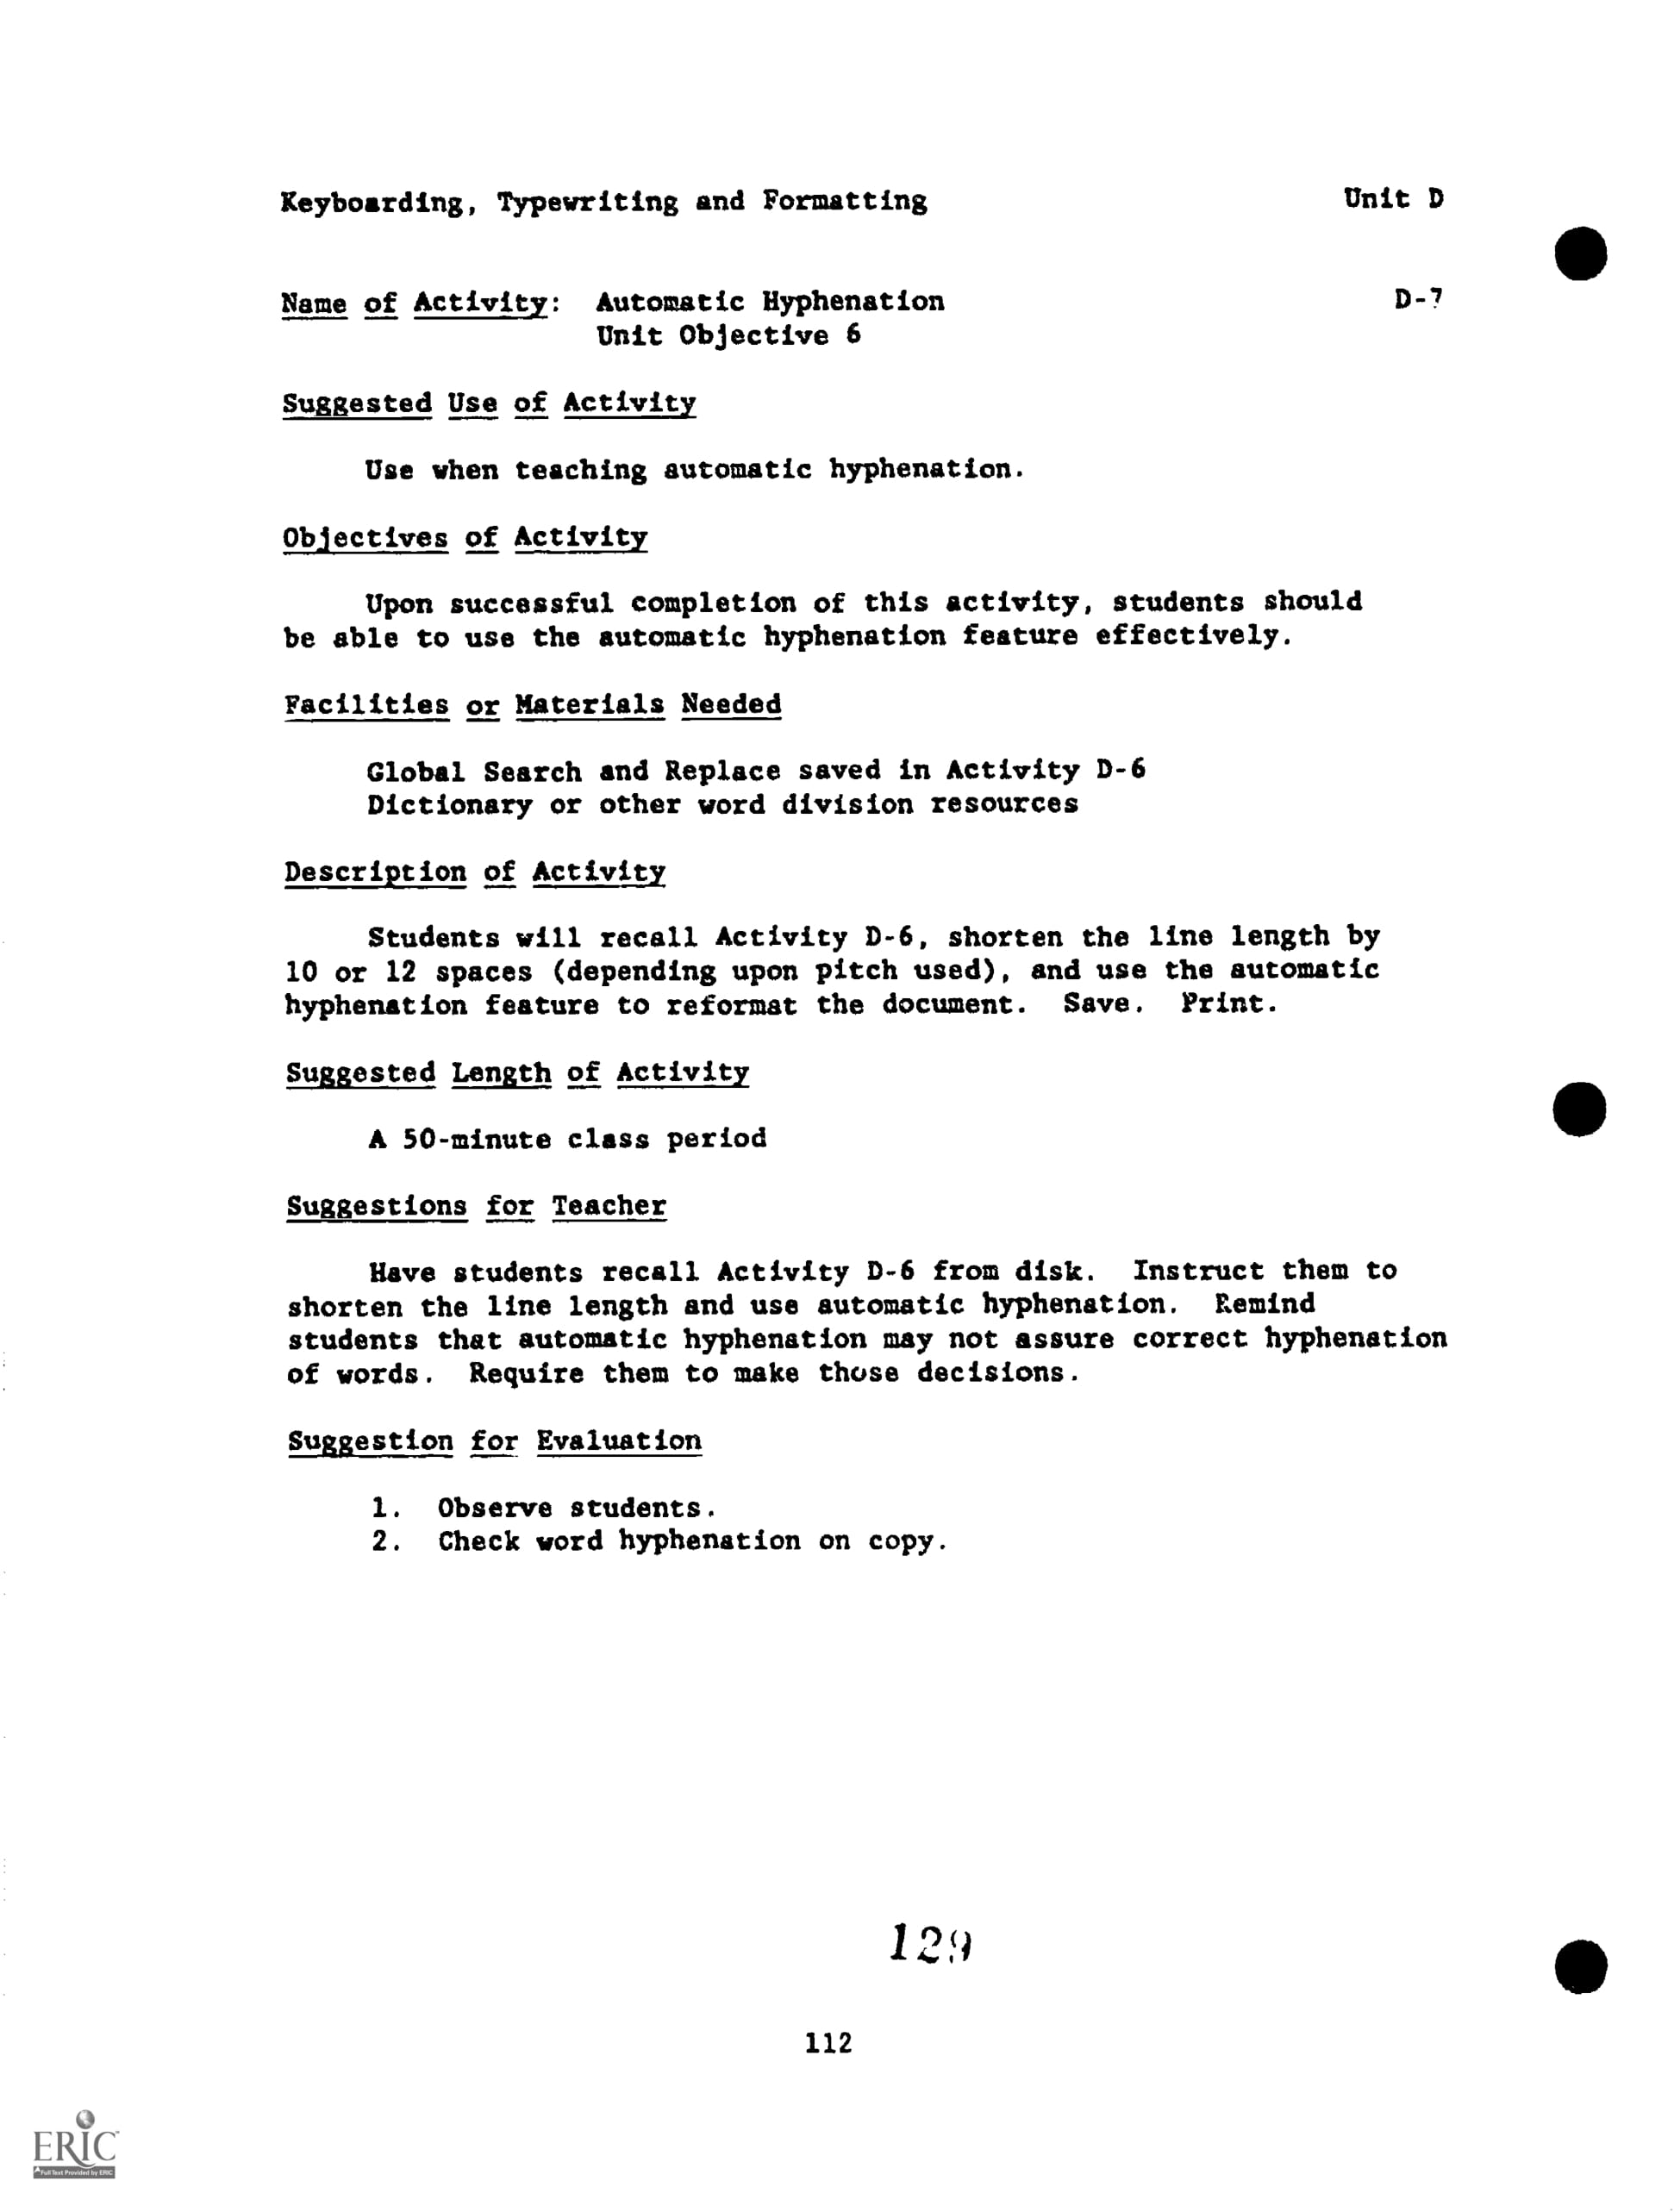 Keyboarding, Typewriting and Formatting Unit D
Name of Activity: Automatic Hyphenation D-7
Unit Objective 6
Suggested Use of Activity
Use when teaching automatic hyphenation.
Objectives of Activity
Upon successful completion of this activity, students should
be able to use the automatic hyphenation feature effectively.
Facilities or Materials Needed
Global Search and Replace saved in Activity D-6
Dictionary or other word division resources
Description of Activity
Students will recall Activity D-6, shorten the line length by
10 or 12 spaces (depending upon pitch used), and use the automatic
hyphenation feature to reformat the document. Save. Print.
Suggested Length of Activity
A 50-minute class period
Suggestions for Teacher
Have students recall Activity D-6 from disk. Instruct them to
shorten the line length and use automatic hyphenation. Remind
students that automatic hyphenation may not assure correct hyphenation
of words. Require them to make those decisions.
Suggestion for Evaluation
1. Observe students.
2. Check word hyphenation on copy.
129
112
ERIC
Full Text Provided by ERIC